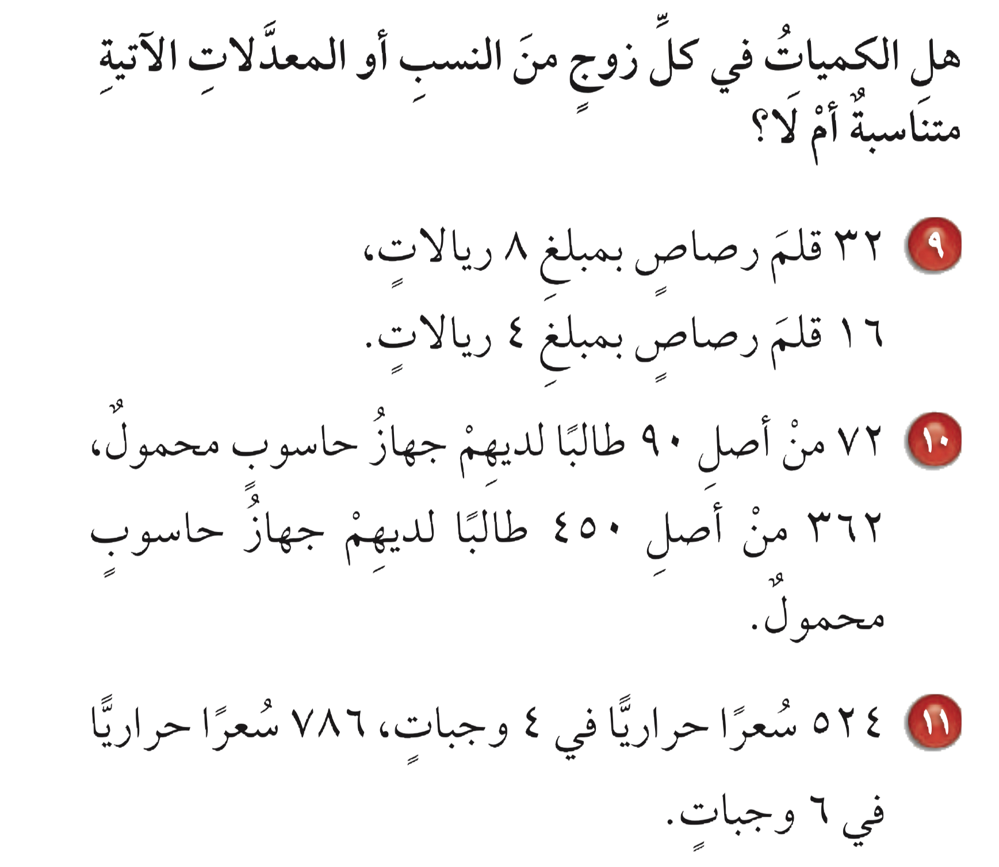 هلِ الكمياتُ في كلِّ زوجٍ منَ النسبِ أو المعدَّلاتِ الآتيةِ
متنَاسبةٌ أمْ لَا؟
٩ ٣٢ قلمَ رصاصٍ بمبلغِ ٨ ريالاتٍ،
١٦ قلمَ رصاصٍ بمبلغِ ٤ ريالاتٍ.
١٠ ٧٢ منْ أصلِ ٩٠ طالبًا لديهِمْ جهازُ حاسوبٍ محمولٌ،
٣٦٢ منْ أصلِ ٤٥٠ طالبًا لديهِمْ جهازُ حاسوبٍ
محمولٌ.
١١ ٥٢٤ سُعرًا حراريًّا في ٤ وجباتٍ، ٧٨٦ سُعرًا حراريًّا
في ٦ وجباتٍ.